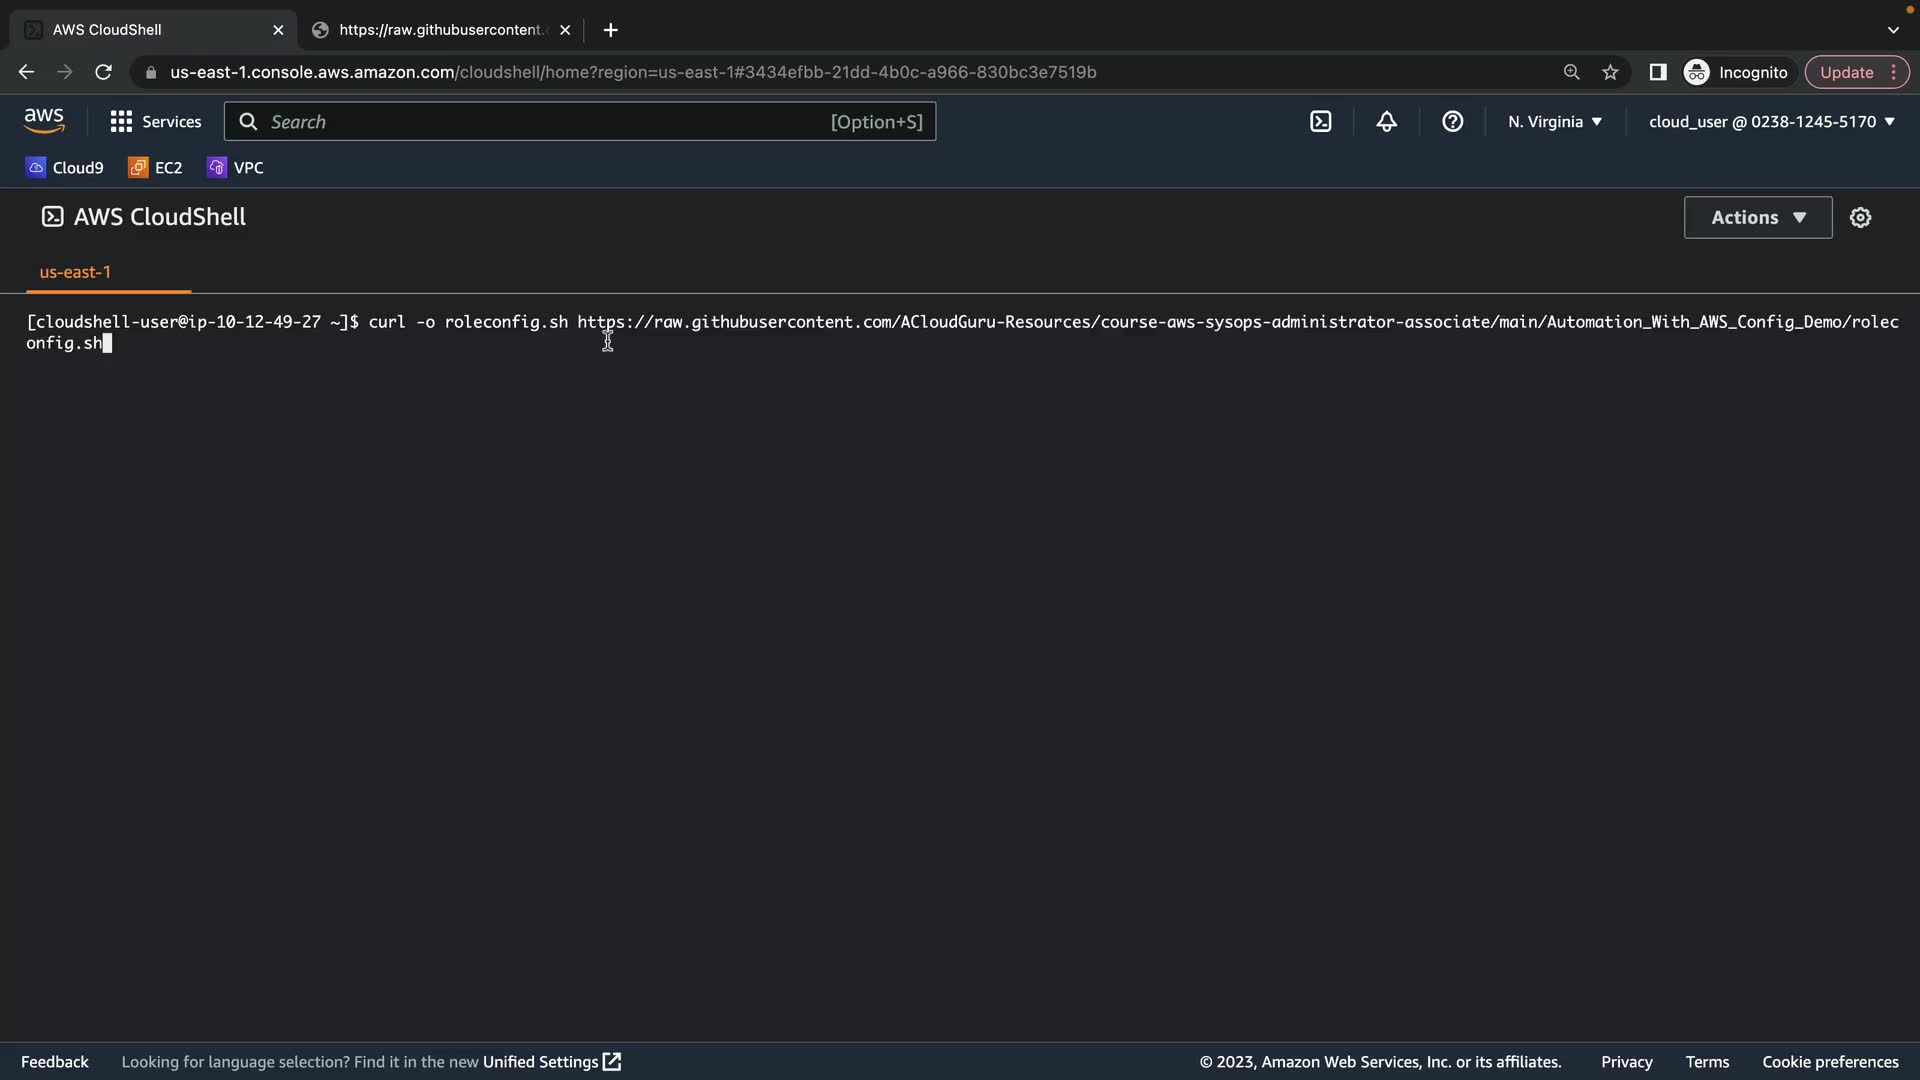 AWS CloudShell
https://raw.githubusercontent.
us-east-1.console.aws.amazon.com/cloudshell/home?region=us-east-1#3434efbb-21dd-4b0c-a966-830bc3e7519b
Incognito
Update
aws
Services
Search
[Option+S]
N. Virginia
cloud_user @ 0238-1245-5170
Cloud9
EC2
VPC
AWS CloudShell
Actions
us-east-1
[cloudshell-user@ip-10-12-49-27 ~]$ curl -o roleconfig.sh https://raw.githubusercontent.com/ACloudGuru-Resources/course-aws-sysops-administrator-associate/main/Automation_With_AWS_Config_Demo/rolec
onfig.sh
Feedback
Looking for language selection? Find it in the new Unified Settings
© 2023, Amazon Web Services, Inc. or its affiliates.
Privacy
Terms
Cookie preferences